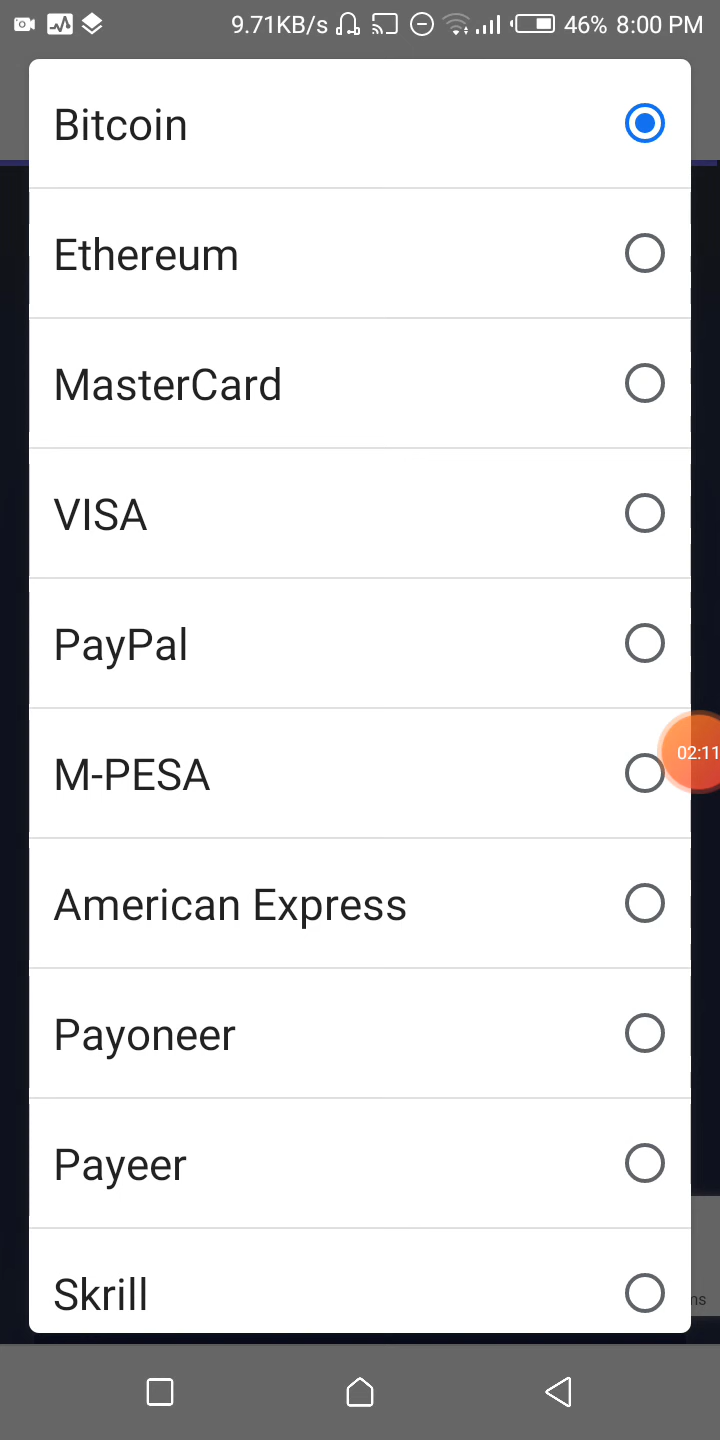 9.71KB/s 46% 8:00 PM
Bitcoin
Ethereum
MasterCard
VISA
PayPal
M-PESA
02:11
American Express
Payoneer
Payeer
Skrill
ns